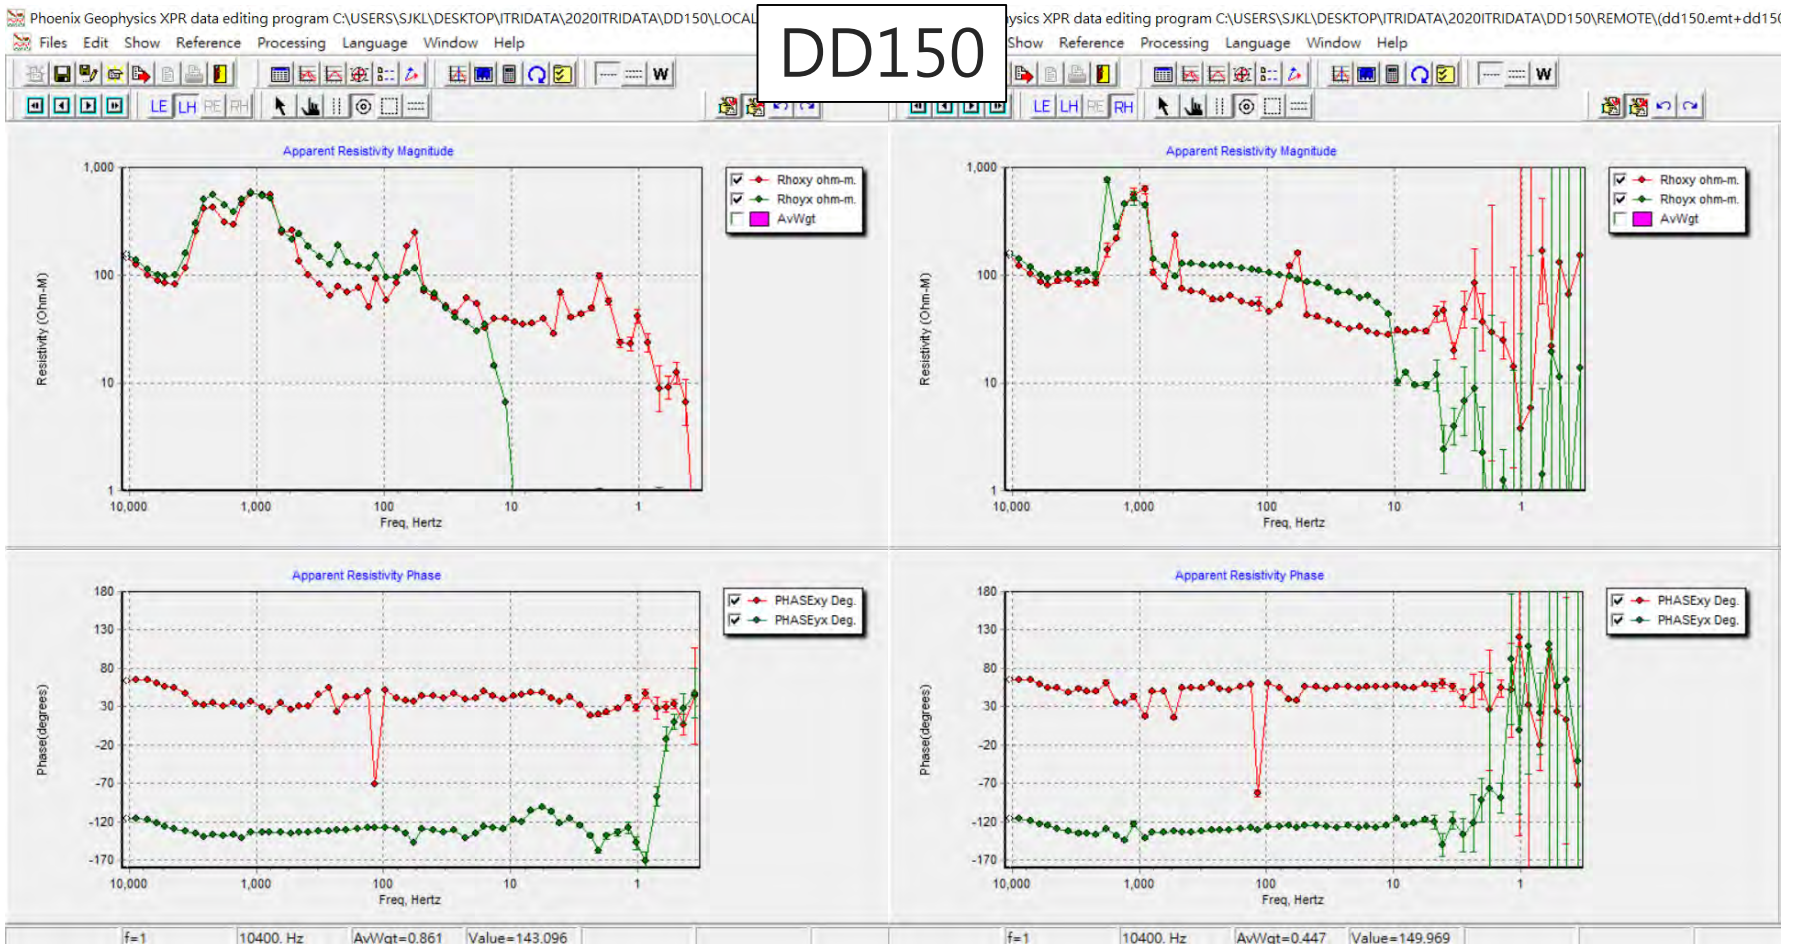 Phoenix Geophysics XPR data editing program C:\USERS\SJKL\DESKTOP\ITRIDATA\2020ITRIDATA\DD150\LOCAL
Files Edit Show Reference Processing Language Window Help
W
LE LH RE RH
DD150
ysics XPR data editing program C:\USERS\SJKL\DESKTOP\ITRIDATA\2020ITRIDATA\DD150\REMOTE\(dd150.emt+dd150
Show Reference Processing Language Window Help
W
LE LH RE RH
Apparent Resistivity Magnitude
Resistivity (Ohm-M)
1,000
100
10
1
10,000 1,000 100 10 1
Freq, Hertz
Rhoxy ohm-m.
Rhoyx ohm-m.
AvWgt
Apparent Resistivity Magnitude
Resistivity (Ohm-M)
1,000
100
10
1
10,000 1,000 100 10 1
Freq, Hertz
Rhoxy ohm-m.
Rhoyx ohm-m.
AvWgt
Apparent Resistivity Phase
Phase(degrees)
180
130
80
30
-20
-70
-120
-170
10,000 1,000 100 10 1
Freq, Hertz
PHASExy Deg.
PHASEyx Deg.
Apparent Resistivity Phase
Phase(degrees)
180
130
80
30
-20
-70
-120
-170
10,000 1,000 100 10 1
Freq, Hertz
PHASExy Deg.
PHASEyx Deg.
f=1 10400. Hz AvWgt=0.861 Value=143.096
f=1 10400. Hz AvWgt=0.447 Value=149.969